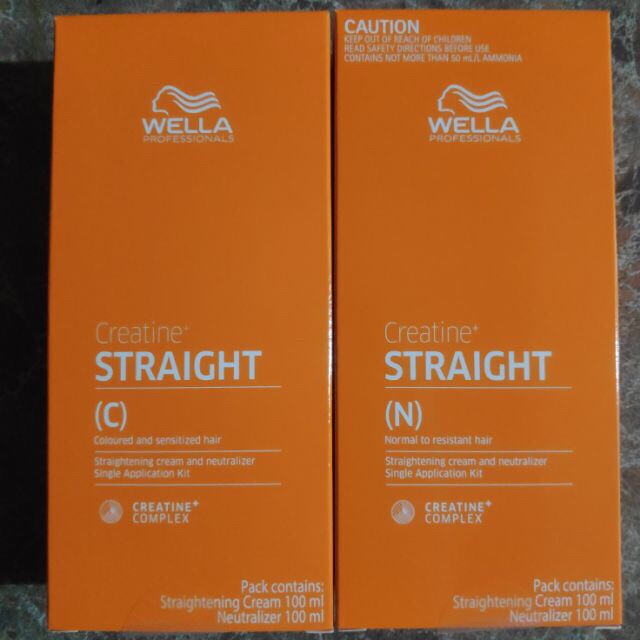 WELLA
PROFESSIONALS
Creatine+
STRAIGHT
(C)
Coloured and sensitized hair
Straightening cream and neutralizer
Single Application Kit
CREATINE+
COMPLEX
Pack contains:
Straightening Cream 100 ml
Neutralizer 100 ml
CAUTION
KEEP OUT OF REACH OF CHILDREN
READ SAFETY DIRECTIONS BEFORE USE
CONTAINS NOT MORE THAN 50 mL/L AMMONIA
WELLA
PROFESSIONALS
Creatine+
STRAIGHT
(N)
Normal to resistant hair
Straightening cream and neutralizer
Single Application Kit
CREATINE+
COMPLEX
Pack contains:
Straightening Cream 100 ml
Neutralizer 100 ml